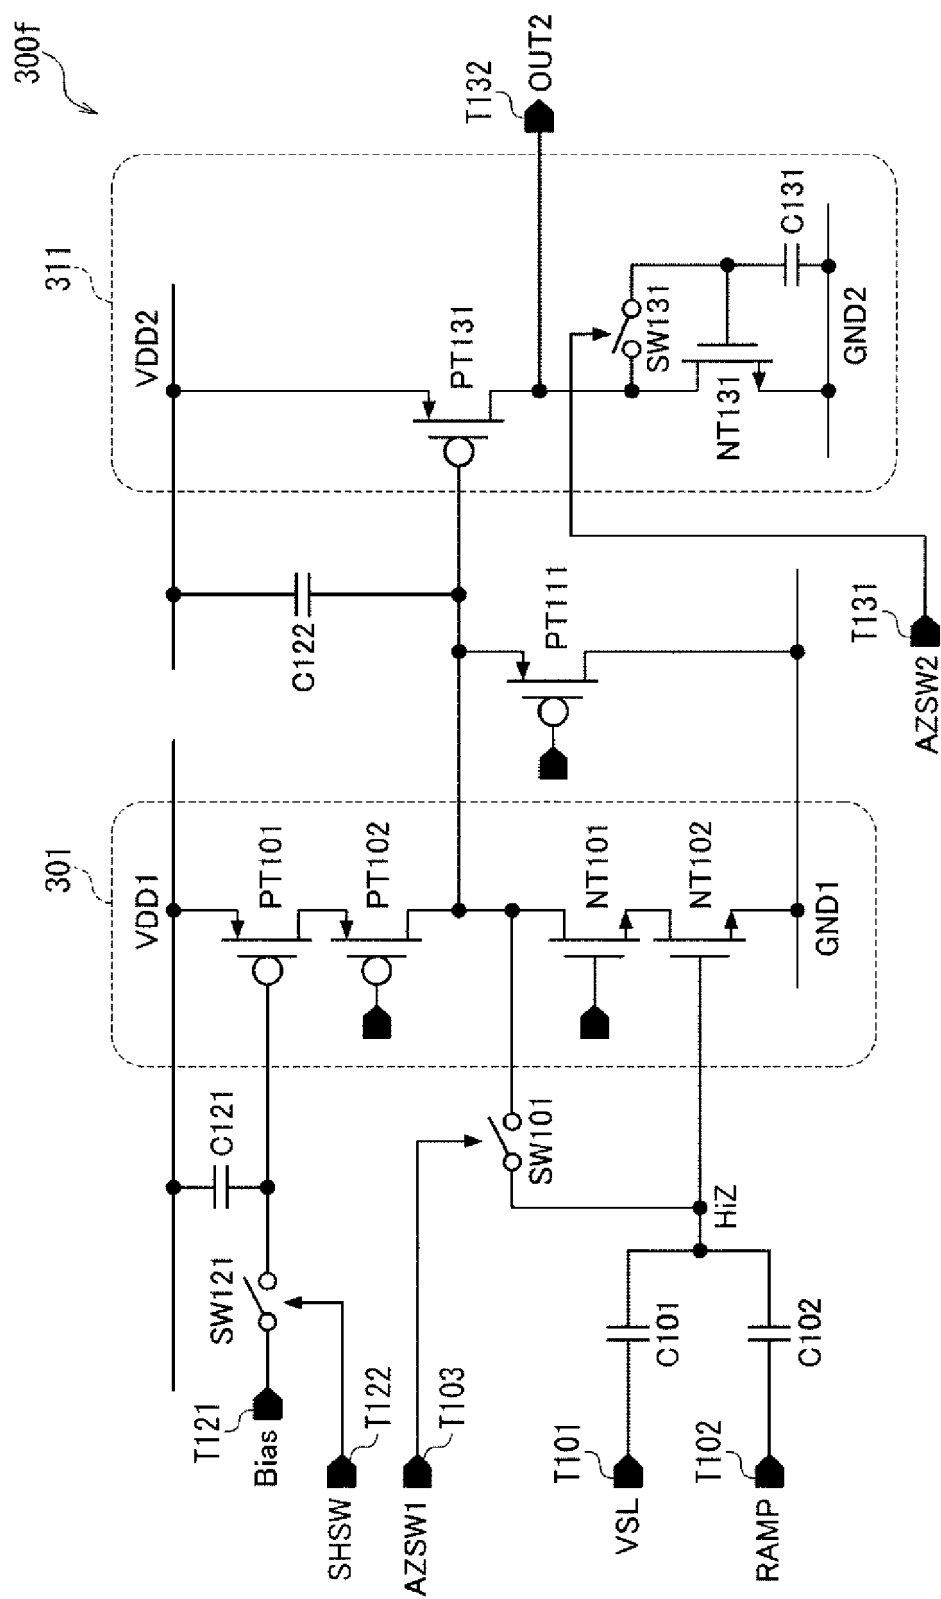 300f
301
311
VDD1
VDD2
T121
Bias
SW121
C121
PT101
PT102
C122
PT131
T132
OUT2
SHSW
T122
AZSW1
T103
SW101
NT101
NT102
PT111
SW131
C131
NT131
T101
VSL
C101
HiZ
GND1
GND2
T102
RAMP
C102
T131
AZSW2